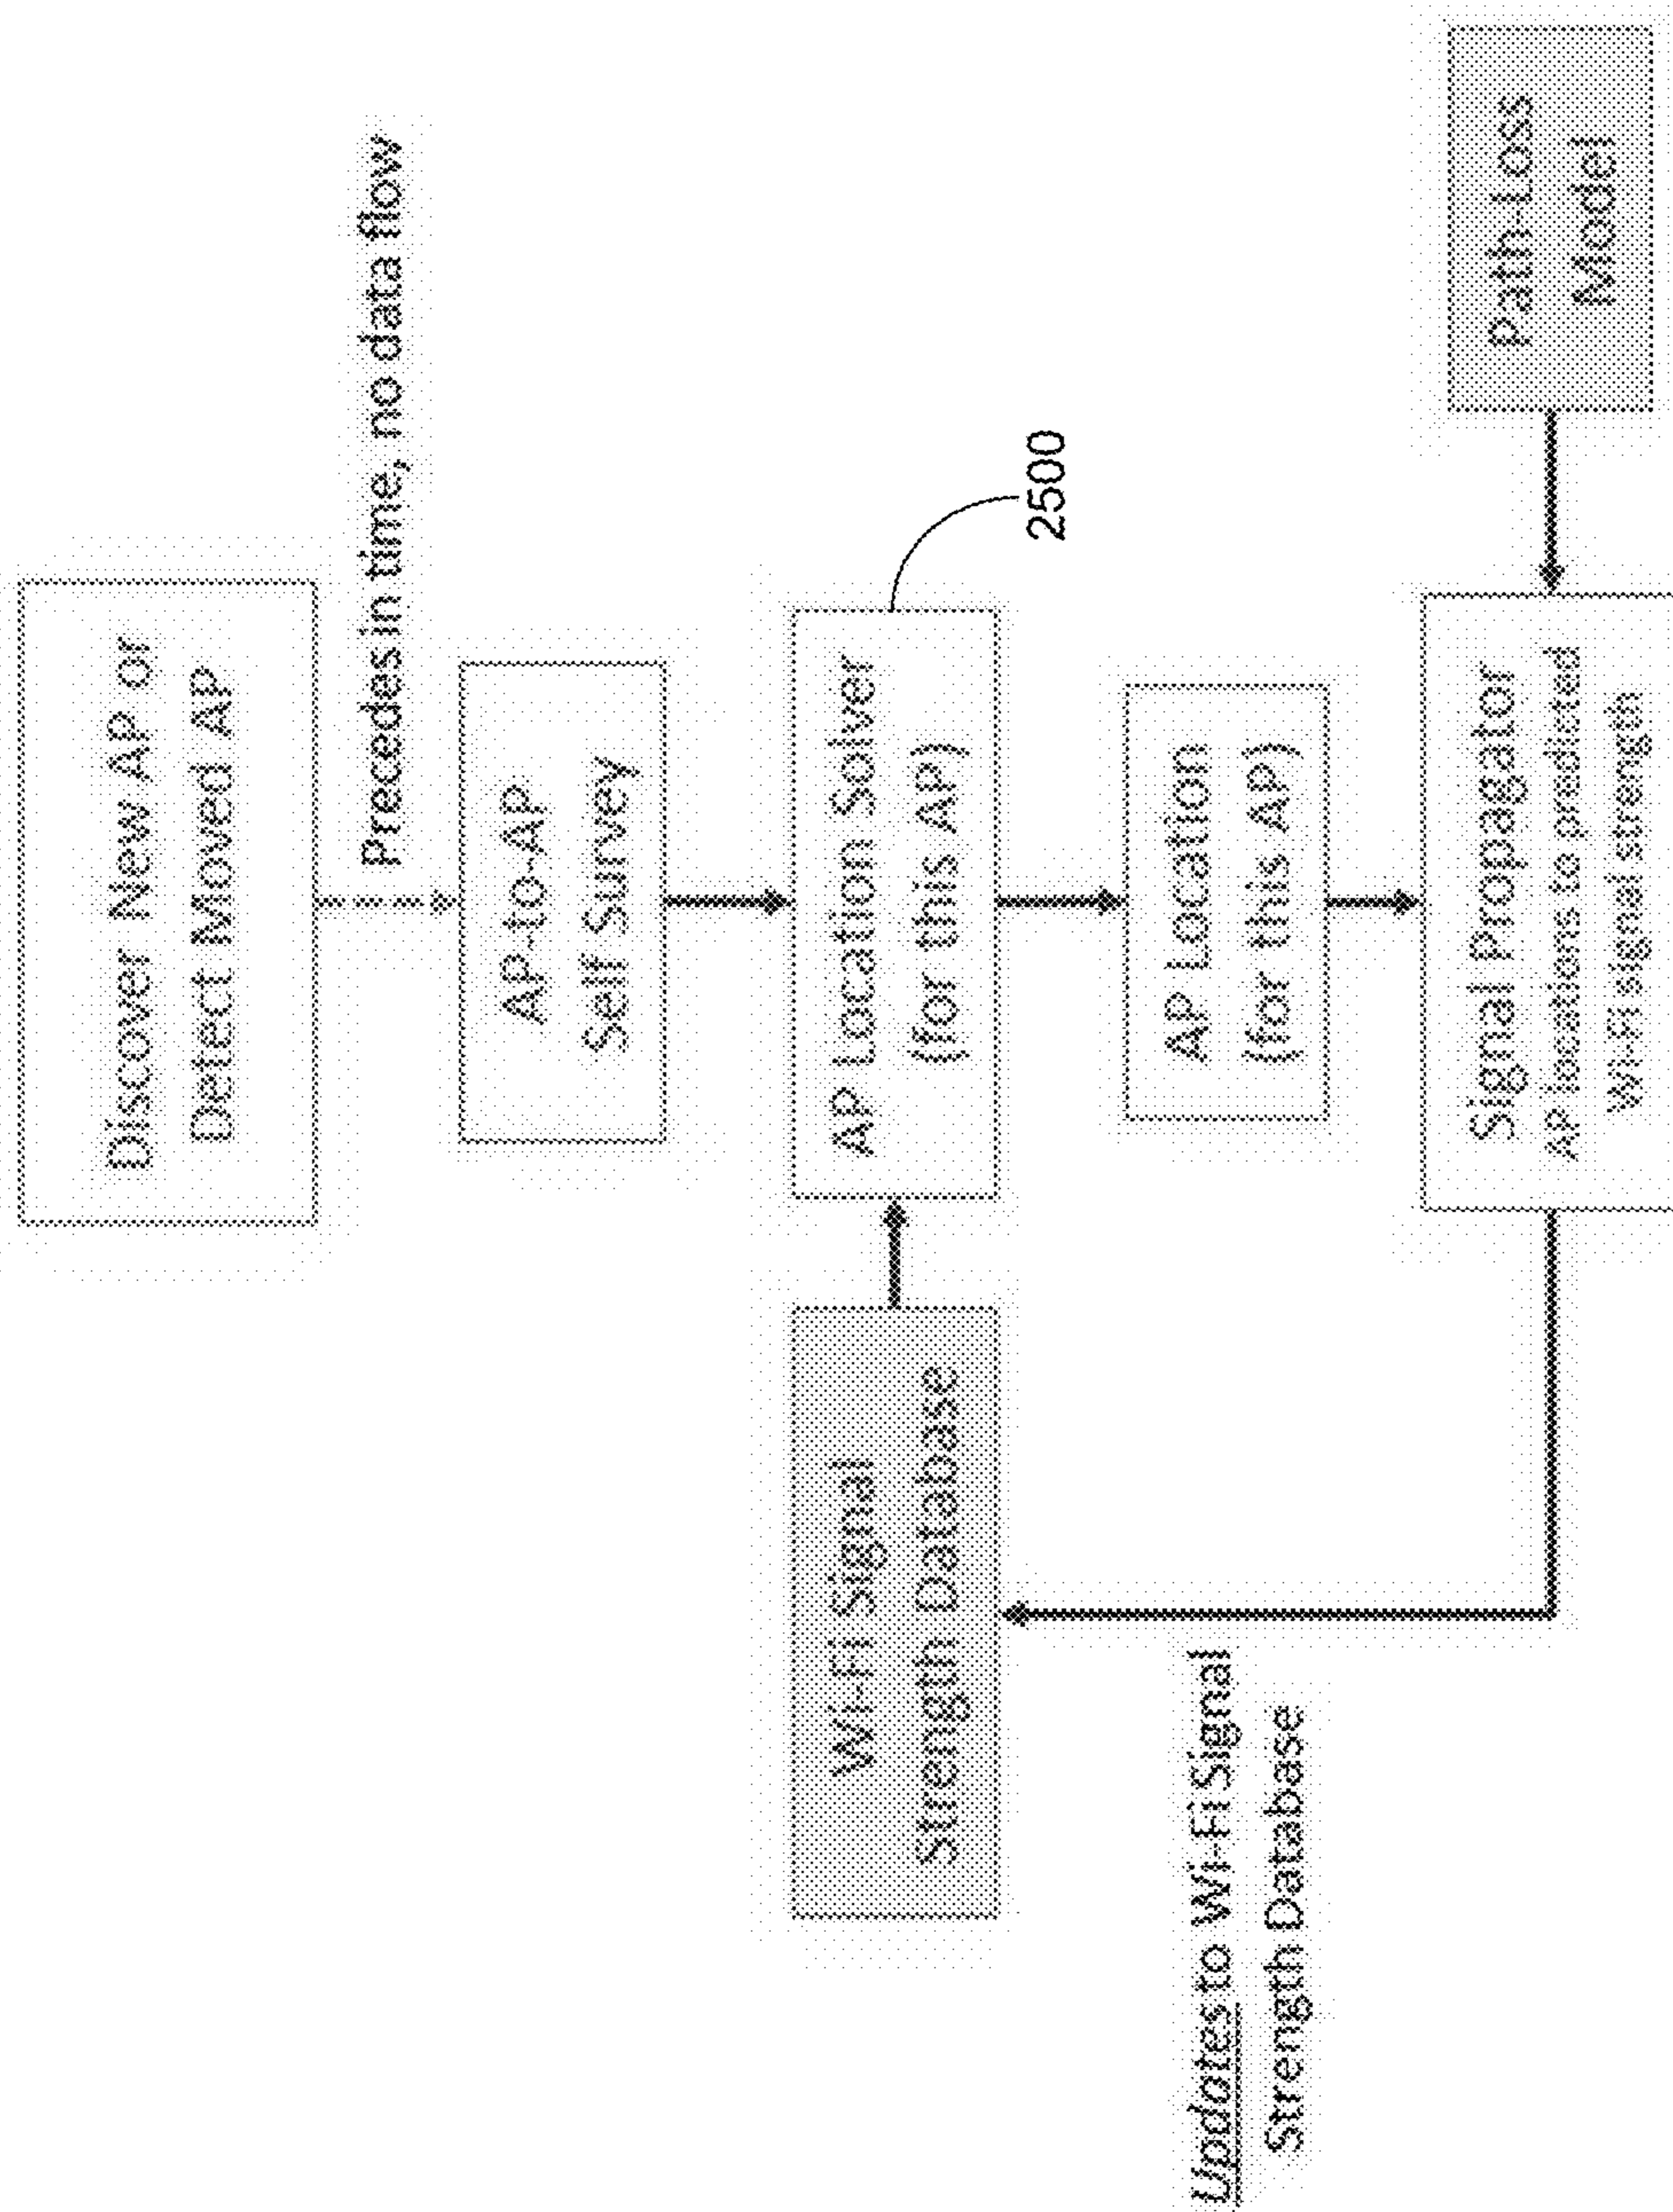 Discover New AP or
Detect Moved AP
Precedes in time, no data flow
AP-to-AP
Self Survey
Wi-Fi Signal
Strength Database
AP Location Solver
(for this AP)
2500
AP Location
(for this AP)
Updates to Wi-Fi Signal
Strength Database
Signal Propagator
AP locations to predicted
Wi-Fi signal strength
Path-Loss
Model